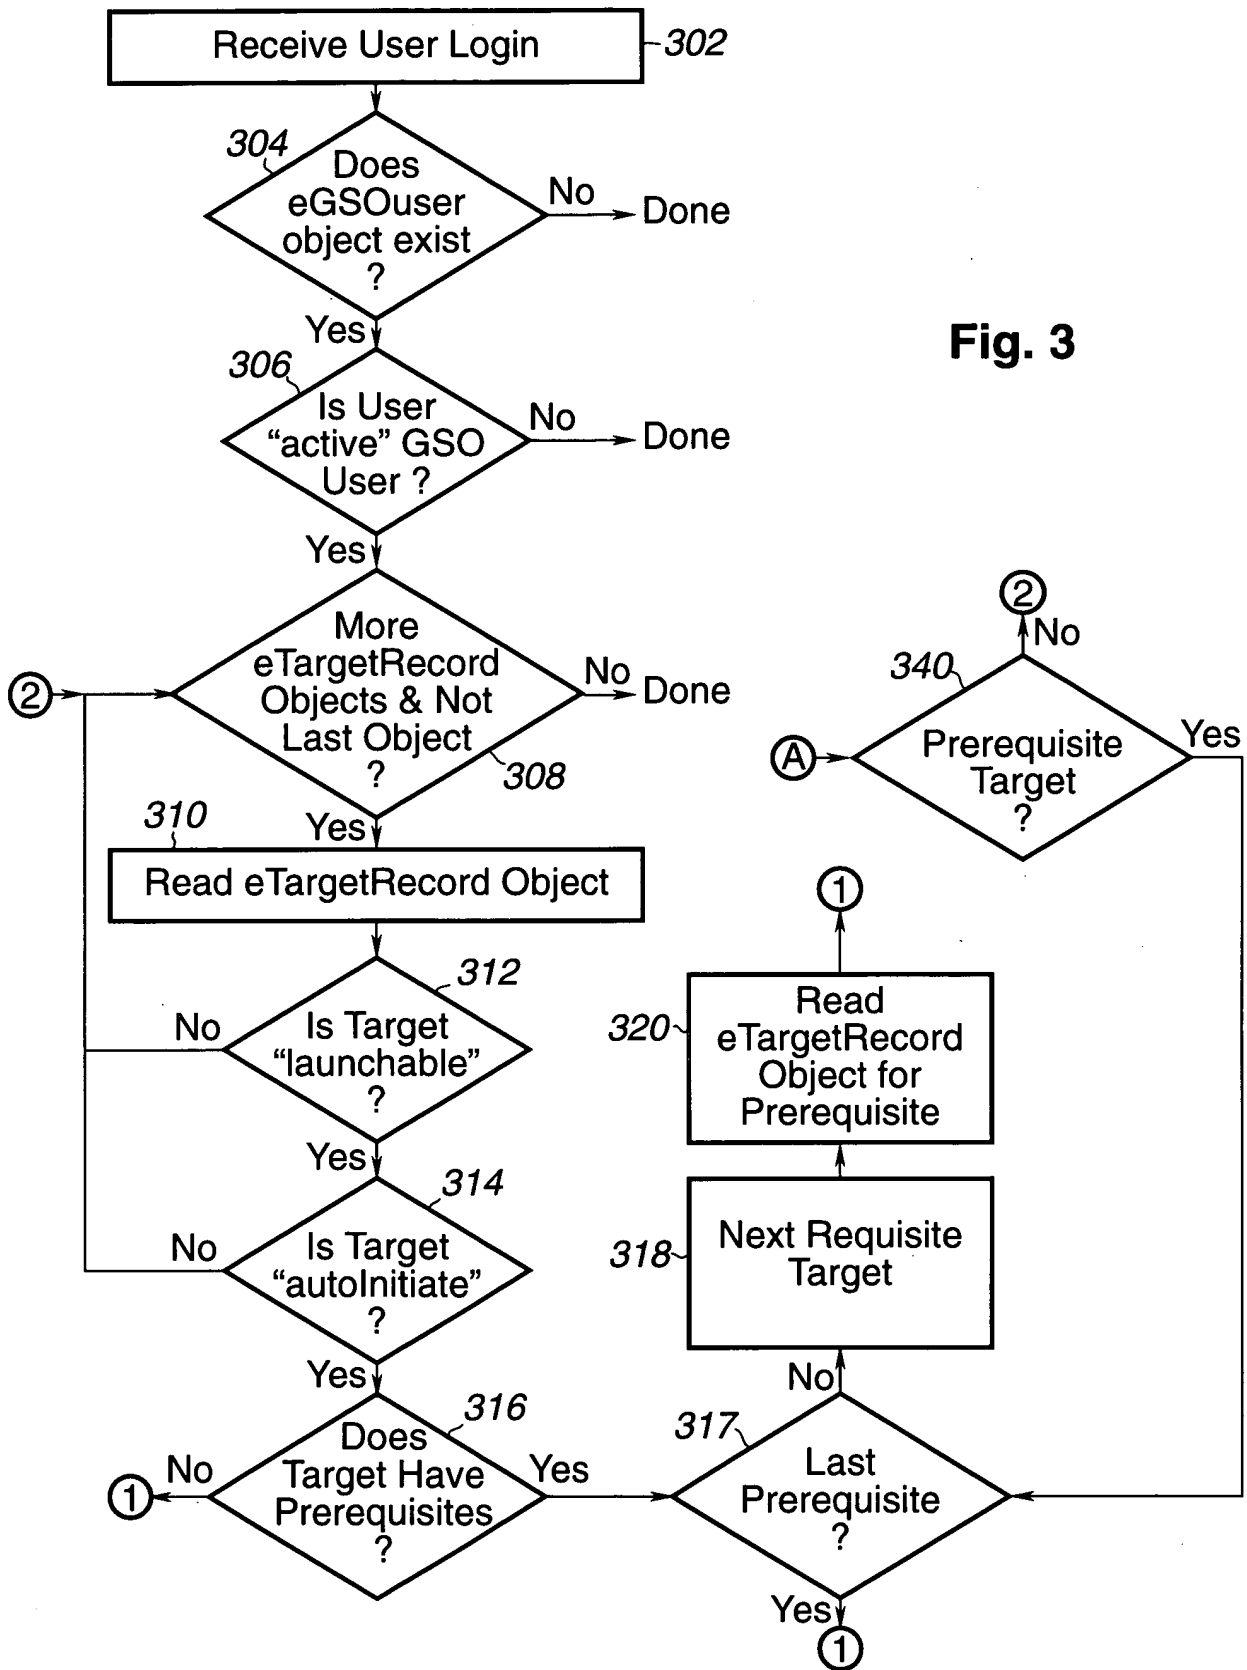 Receive User Login
302
304
Does
eGSOuser
object exist
?
No
Done
Yes
Fig. 3
306
Is User
“active” GSO
User ?
No
Done
Yes
2
More
eTargetRecord
Objects & Not
Last Object
?
308
No
Done
Yes
310
Read eTargetRecord Object
312
Is Target
“launchable”
?
No
Yes
314
Is Target
“autoInitiate”
?
No
Yes
316
Does
Target Have
Prerequisites
?
No
1
Yes
2
No
340
A
Prerequisite
Target
?
Yes
1
320
Read
eTargetRecord
Object for
Prerequisite
318
Next Requisite
Target
No
317
Last
Prerequisite
?
Yes
1